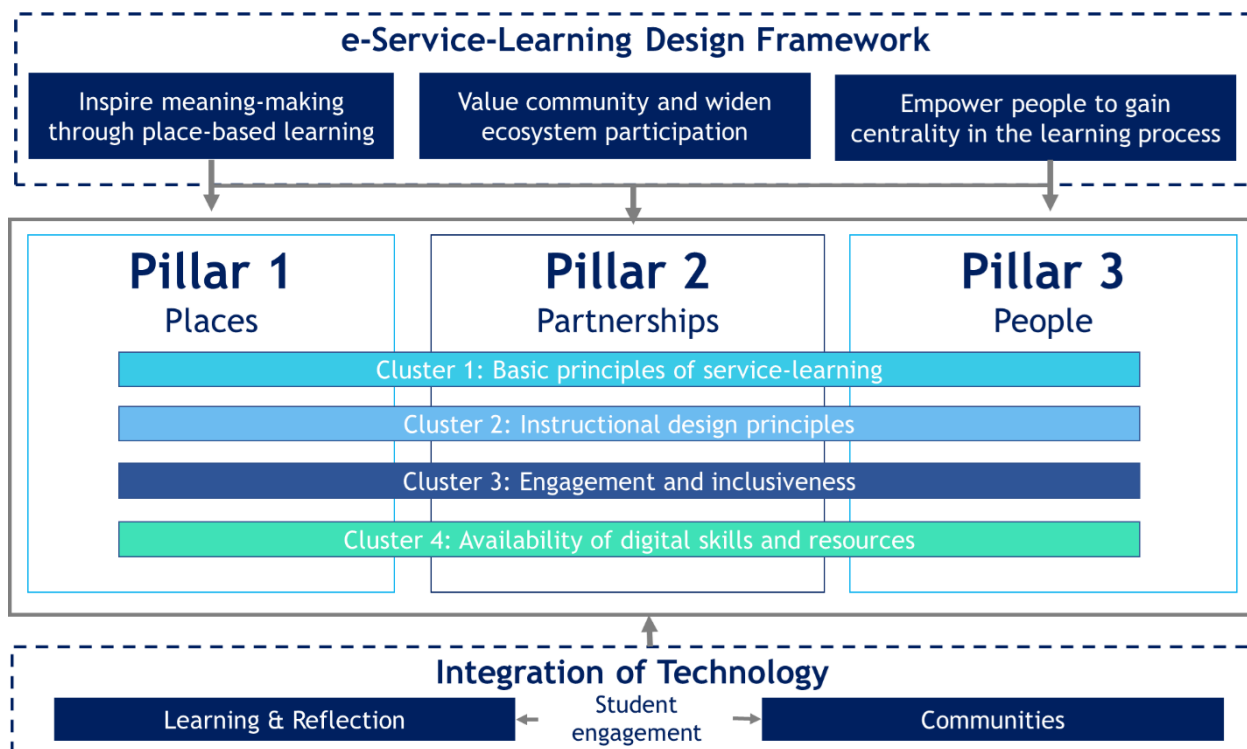 e-Service-Learning Design Framework
Inspire meaning-making
through place-based learning
Value community and widen
ecosystem participation
Empower people to gain
centrality in the learning process
Pillar 1
Places
Pillar 2
Partnerships
Pillar 3
People
Cluster 1: Basic principles of service-learning
Cluster 2: Instructional design principles
Cluster 3: Engagement and inclusiveness
Cluster 4: Availability of digital skills and resources
Integration of Technology
Learning & Reflection
Student
engagement
Communities